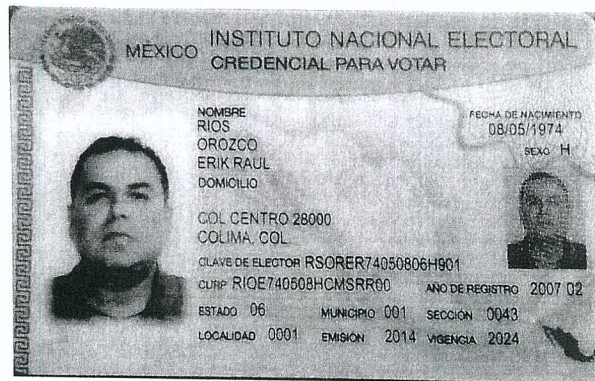 MÉXICO INSTITUTO NACIONAL ELECTORAL
CREDENCIAL PARA VOTAR
NOMBRE
RIOS
OROZCO
ERIK RAUL
FECHA DE NACIMIENTO
08/05/1974
SEXO H
DOMICILIO
COL CENTRO 28000
COLIMA, COL.
CLAVE DE ELECTOR RSORER74050806H901
CURP RIOE740508HCMSRR00 AÑO DE REGISTRO 2007 02
ESTADO 06 MUNICIPIO 001 SECCIÓN 0043
LOCALIDAD 0001 EMISIÓN 2014 VIGENCIA 2024